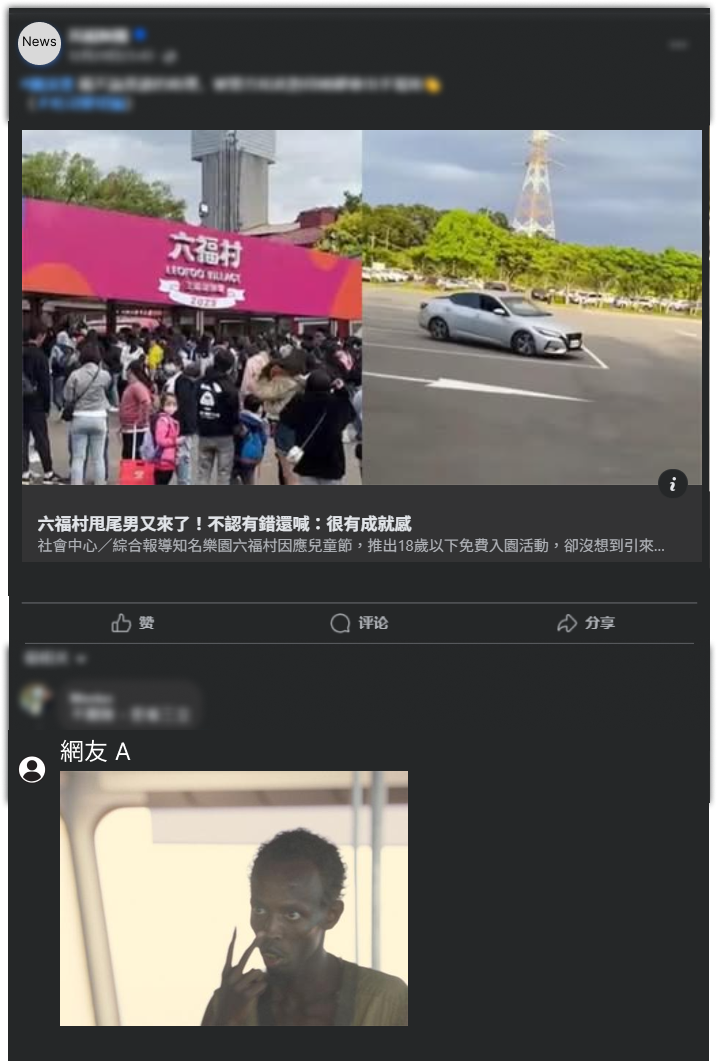 News
六福村
LEOFOO VILLAGE
2023
六福村甩尾男又來了！不認有錯還喊：很有成就感
社會中心／綜合報導知名樂園六福村因應兒童節，推出18歲以下免費入園活動，卻沒想到引來...
赞
评论
分享
網友 A